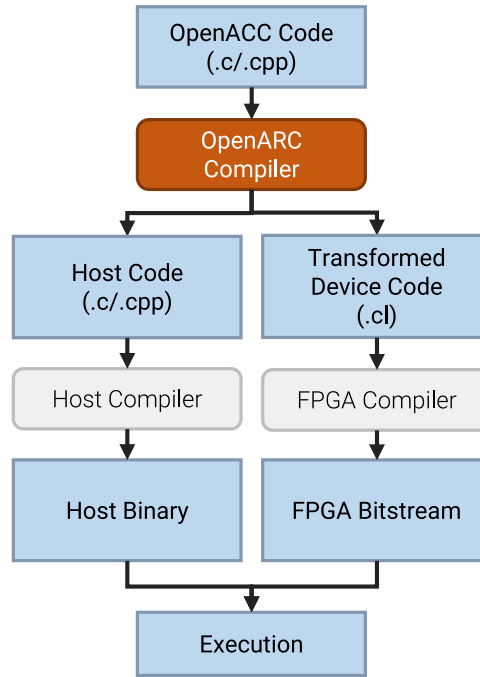 OpenACC Code
(.c/.cpp)
OpenARC
Compiler
Host Code
(.c/.cpp)
Transformed
Device Code
(.cl)
Host Compiler
FPGA Compiler
Host Binary
FPGA Bitstream
Execution